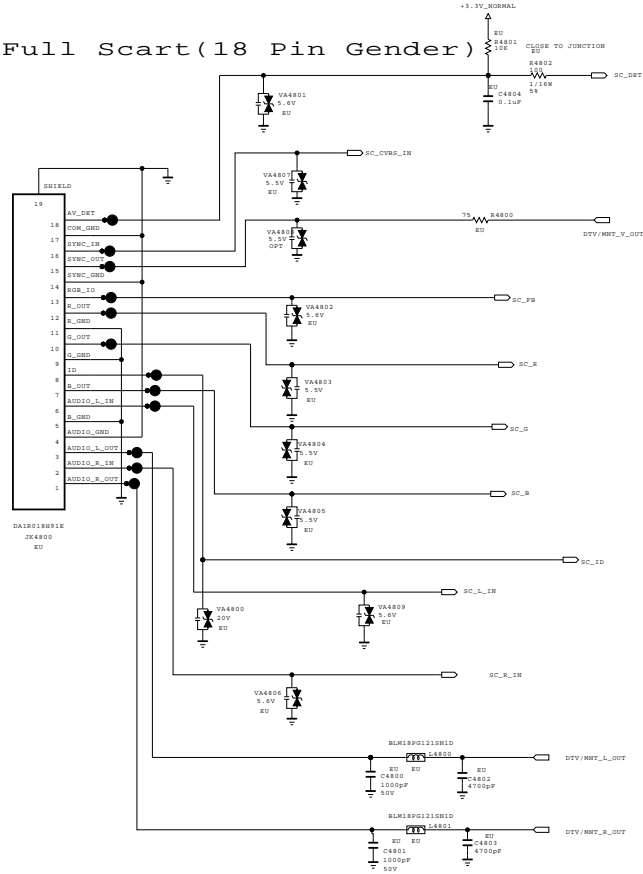 +3.3V_NORMAL
Full Scart(18 Pin Gender)
EU
R4801
10K
CLOSE TO JUNCTION
EU
R4802
100
SC_DET
1/16W
5%
EU
C4804
0.1uF
VA4801
5.6V
EU
SC_CVBS_IN
VA4807
5.5V
EU
SHIELD
19
AV_DET
18
COM_GND
17
SYNC_IN
16
SYNC_OUT
15
SYNC_GND
14
RGB_IO
13
R_OUT
12
R_GND
11
G_OUT
10
G_GND
9
ID
8
B_OUT
7
AUDIO_L_IN
6
B_GND
5
AUDIO_GND
4
AUDIO_L_OUT
3
AUDIO_R_IN
2
AUDIO_R_OUT
1
DA1R018H91E
JK4800
EU
75
R4800
EU
DTV/MNT_V_OUT
5.5V
OPT
SC_FB
VA4802
5.6V
EU
SC_R
VA4803
5.5V
EU
SC_G
VA4804
5.5V
EU
SC_B
VA4805
5.5V
EU
SC_ID
VA4800
20V
EU
SC_L_IN
VA4809
5.6V
EU
SC_R_IN
VA4806
5.6V
EU
BLM18PG121SN1D
L4800
DTV/MNT_L_OUT
EU
EU
C4800
1000pF
50V
EU
C4802
4700pF
BLM18PG121SN1D
L4801
DTV/MNT_R_OUT
EU
EU
C4801
1000pF
50V
EU
C4803
4700pF